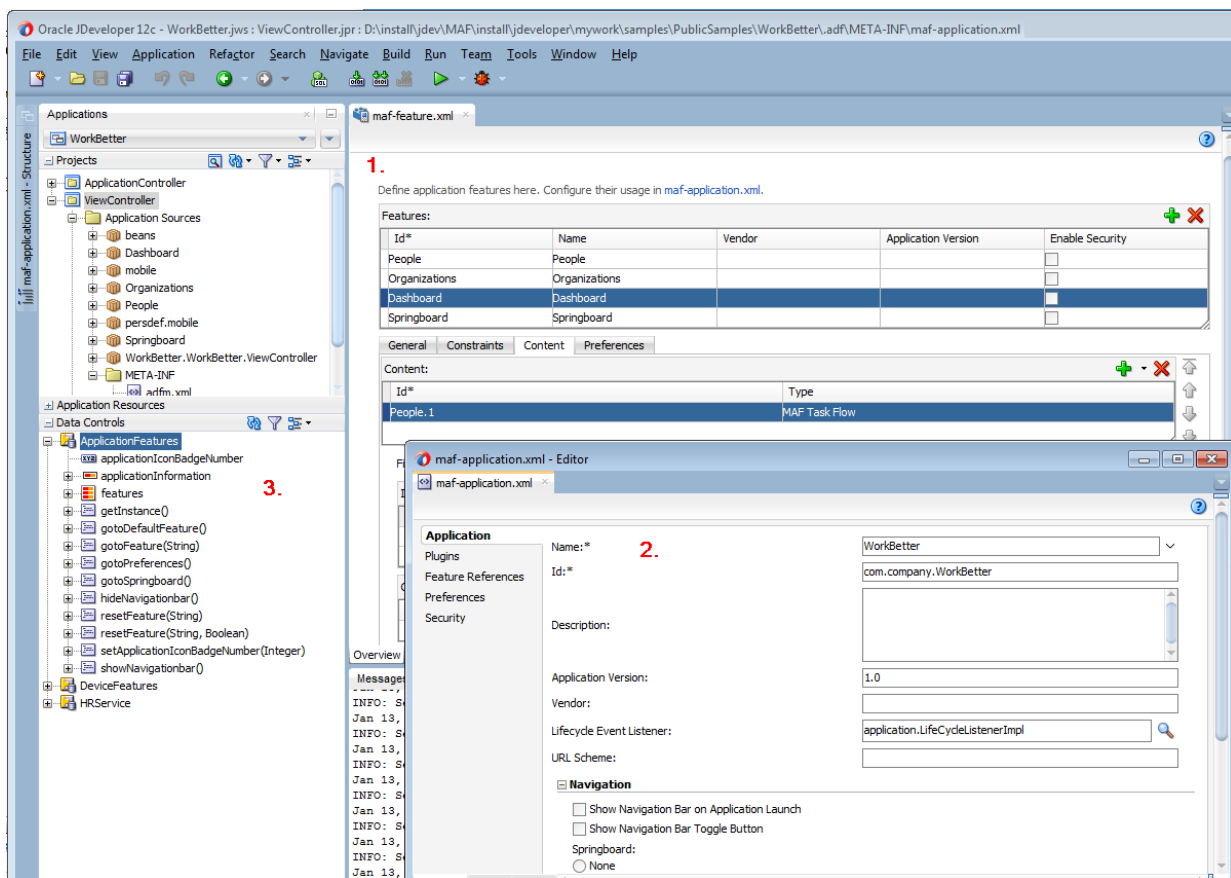 Oracle JDeveloper 12c - WorkBetter.jws : ViewController.jpr : D:\install\jdev\MAF\install\jdeveloper\mywork\samples\PublicSamples\WorkBetter\.adf\META-INF\maf-application.xml
File Edit View Application Refactor Search Navigate Build Run Team Tools Window Help
maf-application.xml - Structure
Applications
WorkBetter
Projects
ApplicationController
ViewController
Application Sources
beans
Dashboard
mobile
Organizations
People
persdef.mobile
Springboard
WorkBetter.WorkBetter.ViewController
META-INF
adfm.xml
Application Resources
Data Controls
ApplicationFeatures
applicationIconBadgeNumber
applicationInformation
features
3.
getInstance()
gotoDefaultFeature()
gotoFeature(String)
gotoPreferences()
gotoSpringboard()
hideNavigationbar()
resetFeature(String)
resetFeature(String, Boolean)
setApplicationIconBadgeNumber(Integer)
showNavigationbar()
DeviceFeatures
HRService
maf-feature.xml
1.
Define application features here. Configure their usage in maf-application.xml.
Features:
Id* Name Vendor Application Version Enable Security
People People
Organizations Organizations
Dashboard Dashboard
Springboard Springboard
General Constraints Content Preferences
Content:
Id* Type
People.1 MAF Task Flow
Overview
Messages
INFO: Se
Jan 13,
INFO: Se
Jan 13,
INFO: Se
Jan 13,
INFO: Se
Jan 13,
INFO: Se
Jan 13,
INFO: Se
Jan 13,
maf-application.xml - Editor
maf-application.xml
Application
Plugins
Feature References
Preferences
Security
2.
Name:* WorkBetter
Id:* com.company.WorkBetter
Description:
Application Version: 1.0
Vendor:
Lifecycle Event Listener: application.LifeCycleListenerImpl
URL Scheme:
Navigation
Show Navigation Bar on Application Launch
Show Navigation Bar Toggle Button
Springboard:
None